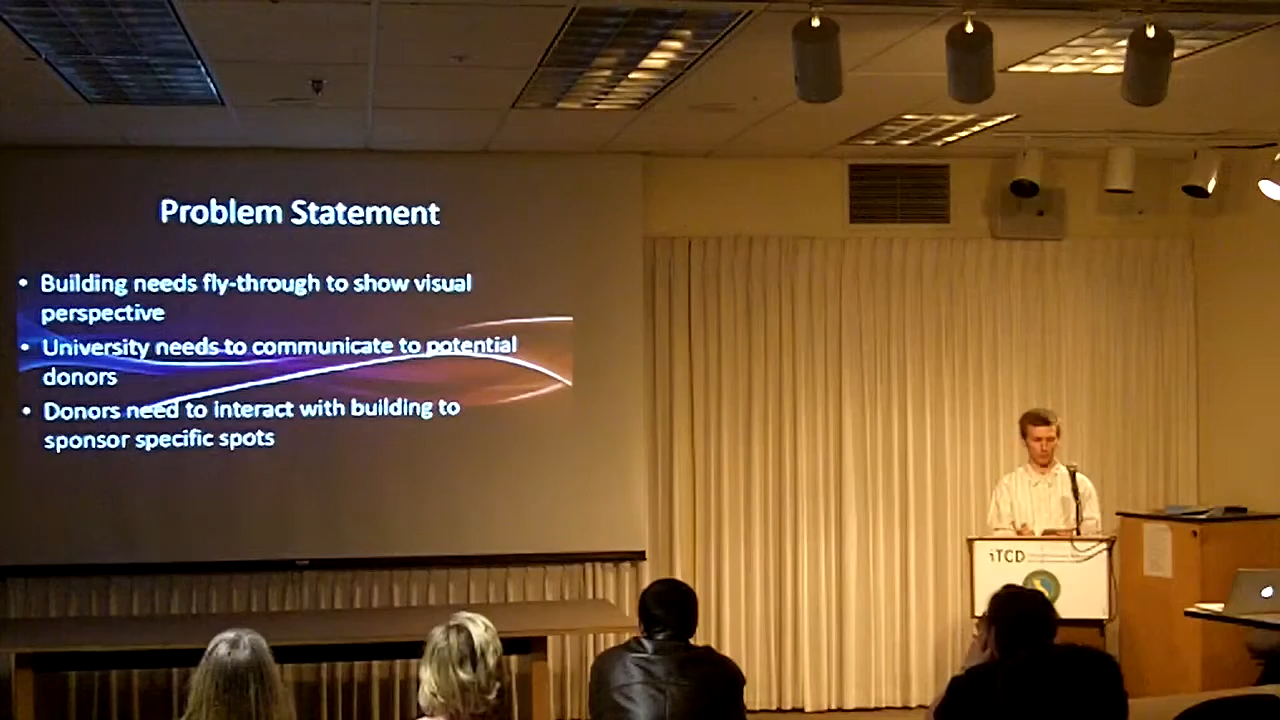 Problem Statement
• Building needs fly-through to show visual
perspective
• University needs to communicate to potential
donors
• Donors need to interact with building to
sponsor specific spots
iTCD